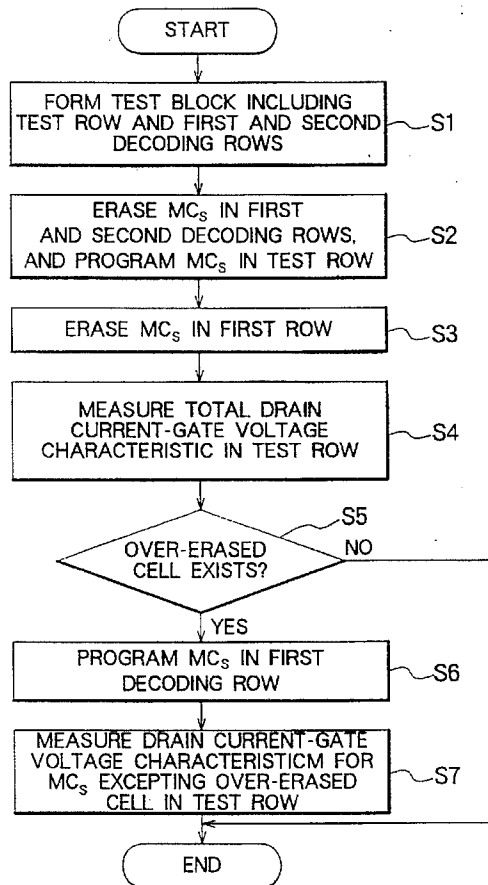 START
FORM TEST BLOCK INCLUDING
TEST ROW AND FIRST AND SECOND
DECODING ROWS
S1
ERASE MCS IN FIRST
AND SECOND DECODING ROWS,
AND PROGRAM MCS IN TEST ROW
S2
ERASE MCS IN FIRST ROW
S3
MEASURE TOTAL DRAIN
CURRENT-GATE VOLTAGE
CHARACTERISTIC IN TEST ROW
S4
S5
OVER-ERASED
CELL EXISTS?
NO
YES
PROGRAM MCS IN FIRST
DECODING ROW
S6
MEASURE DRAIN CURRENT-GATE
VOLTAGE CHARACTERISTICM FOR
MCS EXCEPTING OVER-ERASED
CELL IN TEST ROW
S7
END